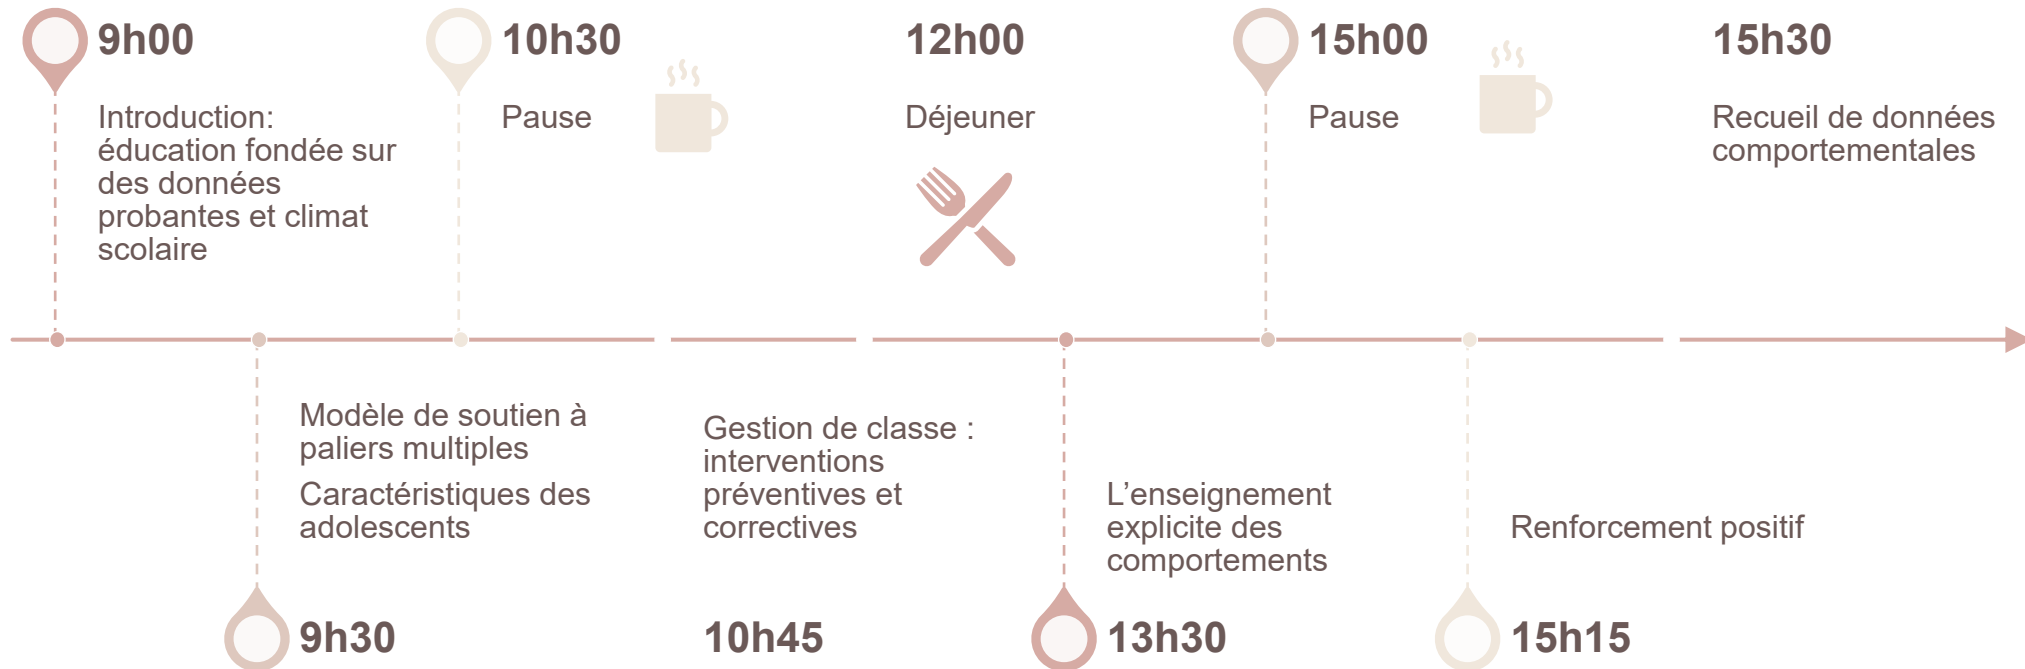 9h00
Introduction:
éducation fondée sur
des données
probantes et climat
scolaire
9h30
Modèle de soutien à
paliers multiples
Caractéristiques des
adolescents
10h30
Pause
10h45
Gestion de classe :
interventions
préventives et
correctives
12h00
Déjeuner
13h30
L’enseignement
explicite des
comportements
15h00
Pause
15h15
Renforcement positif
15h30
Recueil de données
comportementales